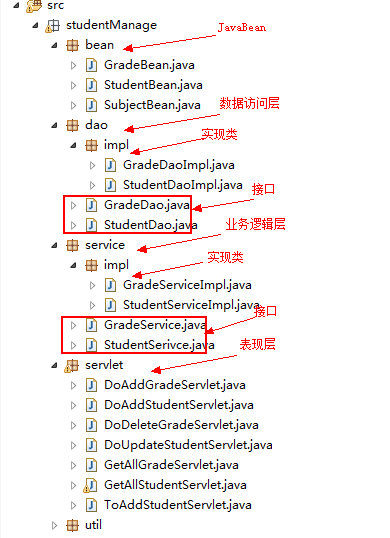 src
studentManage
bean
JavaBean
GradeBean.java
StudentBean.java
SubjectBean.java
数据访问层
dao
impl
实现类
GradeDaoImpl.java
StudentDaoImpl.java
接口
GradeDao.java
StudentDao.java
业务逻辑层
service
impl
实现类
GradeServiceImpl.java
StudentServiceImpl.java
接口
GradeService.java
StudentSerivce.java
表现层
servlet
DoAddGradeServlet.java
DoAddStudentServlet.java
DoDeleteGradeServlet.java
DoUpdateStudentServlet.java
GetAllGradeServlet.java
GetAllStudentServlet.java
ToAddStudentServlet.java
util